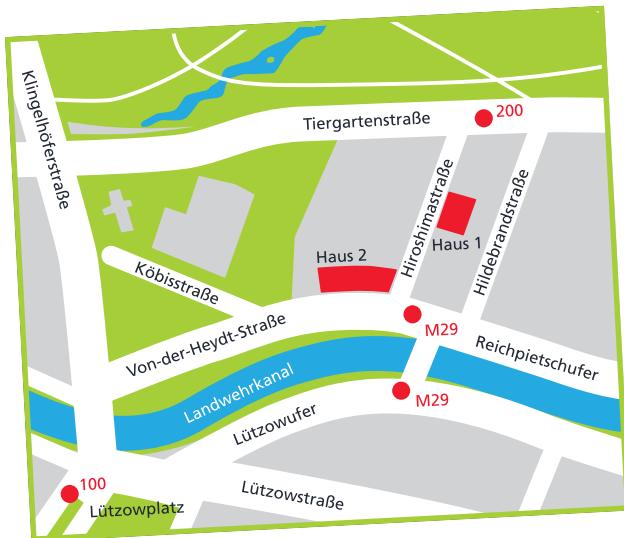 Klingelhöferstraße
Tiergartenstraße
200
Hiroshimastraße
Hildebrandstraße
Haus 1
Haus 2
Köbisstraße
Von-der-Heydt-Straße
M29
Reichpietschufer
Landwehrkanal
M29
Lützowufer
100
Lützowplatz
Lützowstraße